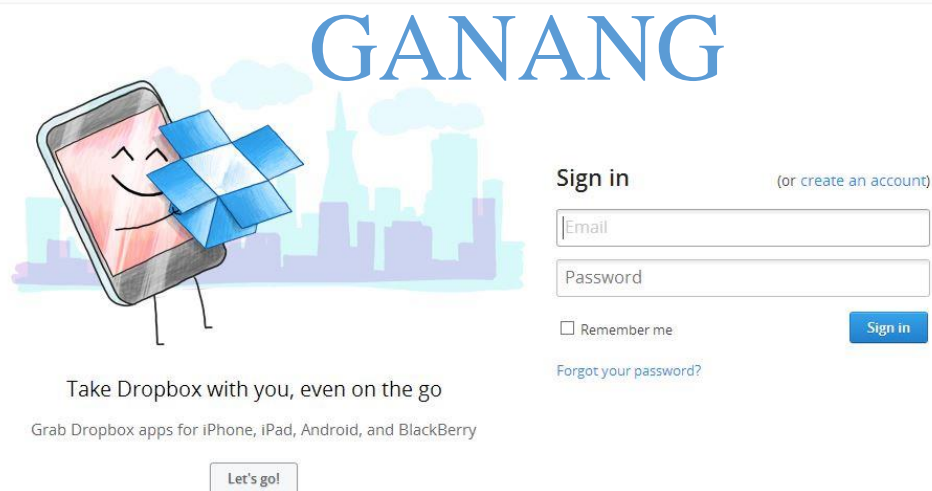 GANANG
Sign in
(or create an account)
Email
Password
Remember me
Sign in
Forgot your password?
Take Dropbox with you, even on the go
Grab Dropbox apps for iPhone, iPad, Android, and BlackBerry
Let's go!